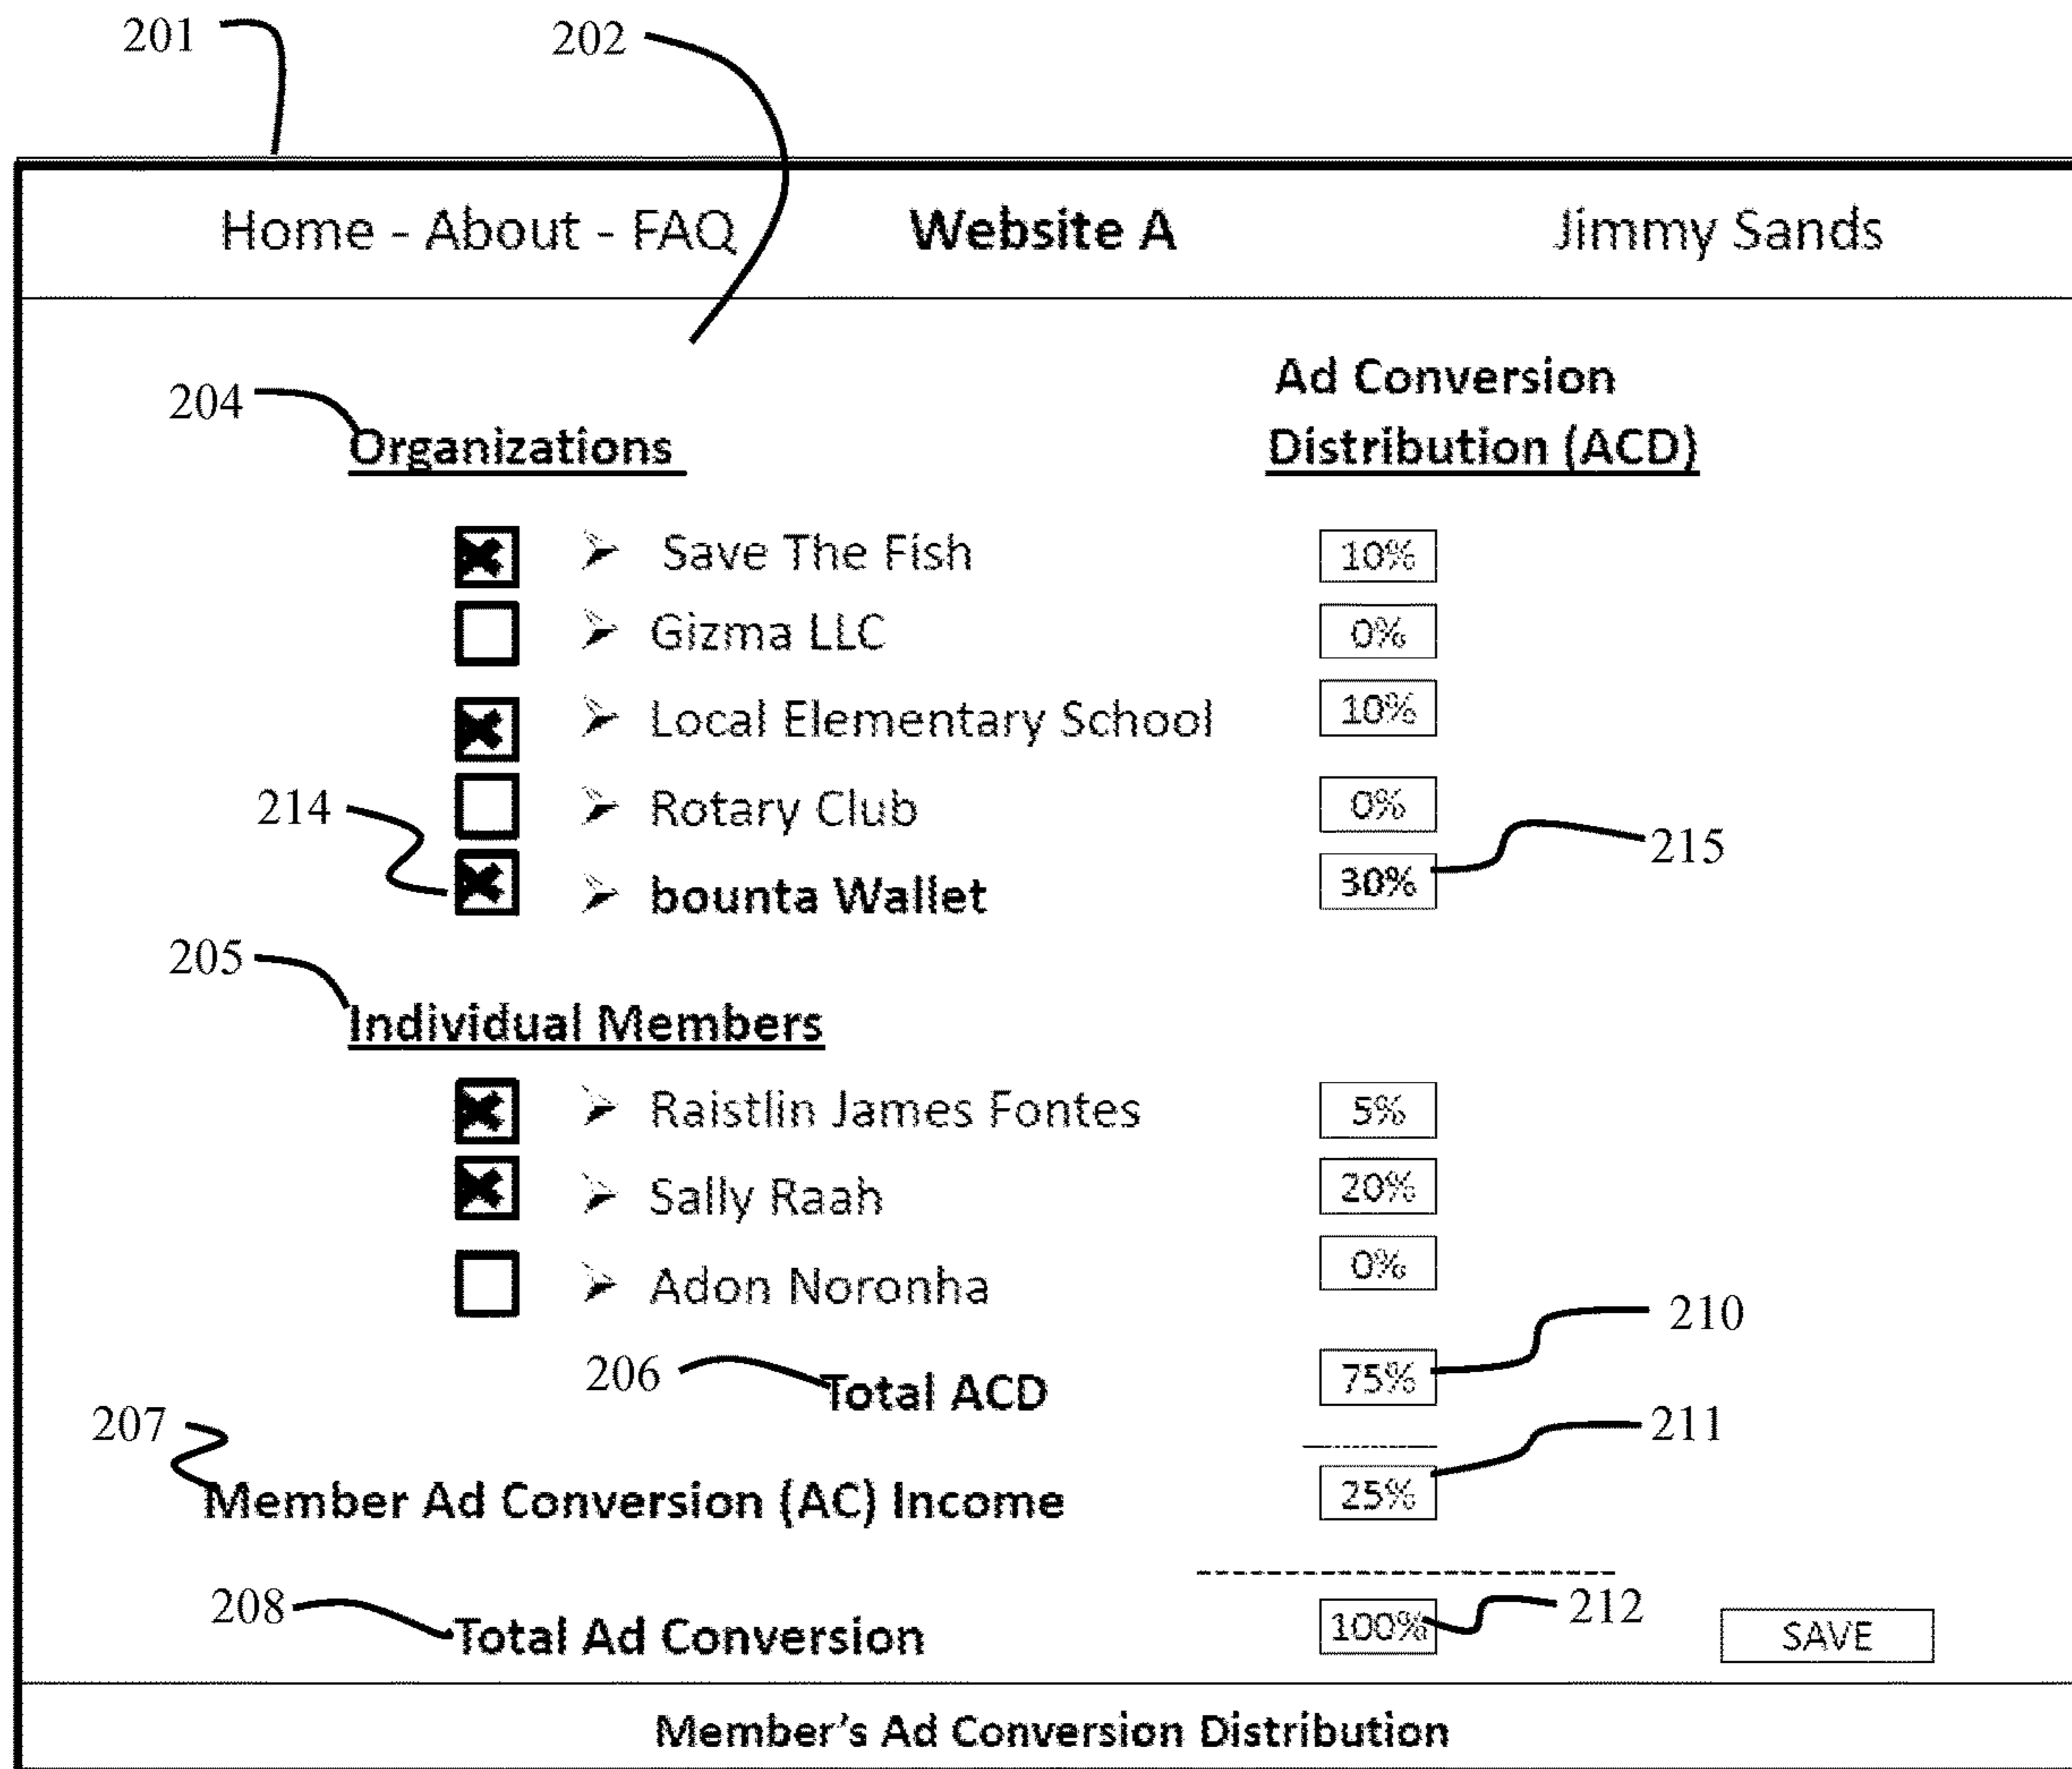 201
202
Home - About - FAQ Website A Jimmy Sands
Ad Conversion
204
Organizations Distribution (ACD)
Save The Fish 10%
Gizma LLC 0%
Local Elementary School 10%
214 Rotary Club 0%
215
bounta Wallet 30%
205
Individual Members
Raistlin James Fontes 5%
Sally Raah 20%
Adon Noronha 0%
210
206 Total ACD 75%
207 211
Member Ad Conversion (AC) Income 25%
208 212
Total Ad Conversion 100% SAVE
Member's Ad Conversion Distribution